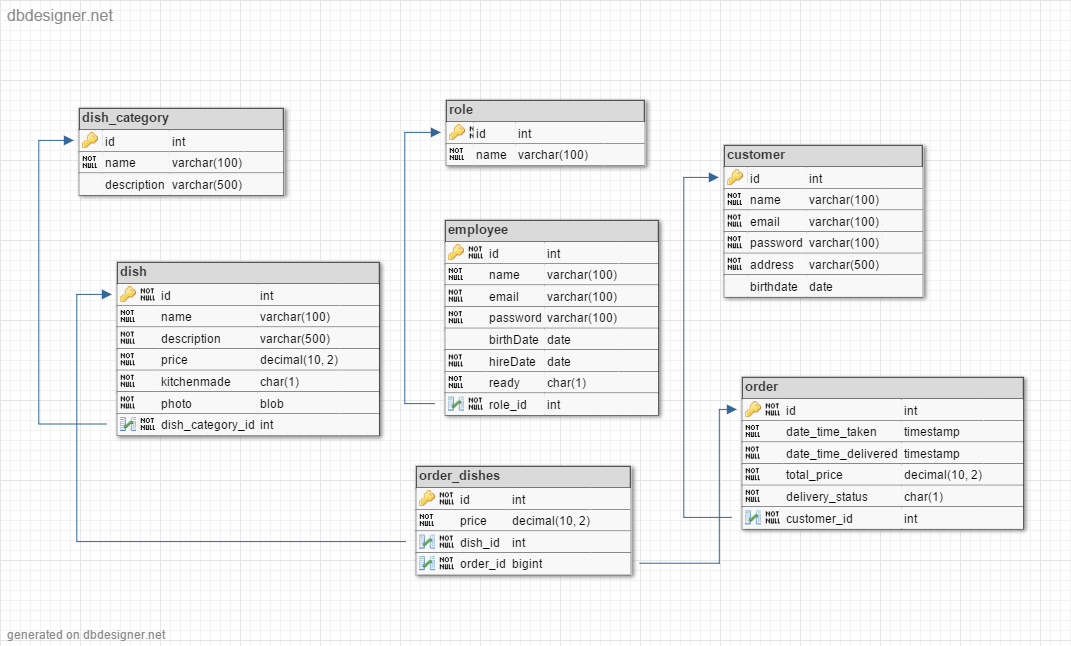 dbdesigner.net
dish_category
id int
NOT NULL name varchar(100)
description varchar(500)
role
N N id int
NOT NULL name varchar(100)
customer
id int
NOT NULL name varchar(100)
NOT NULL email varchar(100)
NOT NULL password varchar(100)
NOT NULL address varchar(500)
birthdate date
employee
NOT NULL id int
NOT NULL name varchar(100)
NOT NULL email varchar(100)
NOT NULL password varchar(100)
birthDate date
NOT NULL hireDate date
NOT NULL ready char(1)
NOT NULL role_id int
dish
NOT NULL id int
NOT NULL name varchar(100)
NOT NULL description varchar(500)
NOT NULL price decimal(10, 2)
NOT NULL kitchenmade char(1)
NOT NULL photo blob
NOT NULL dish_category_id int
order
NOT NULL id int
NOT NULL date_time_taken timestamp
NOT NULL date_time_delivered timestamp
NOT NULL total_price decimal(10, 2)
NOT NULL delivery_status char(1)
NOT NULL customer_id int
order_dishes
NOT NULL id int
NOT NULL price decimal(10, 2)
NOT NULL dish_id int
NOT NULL order_id bigint
generated on dbdesigner.net